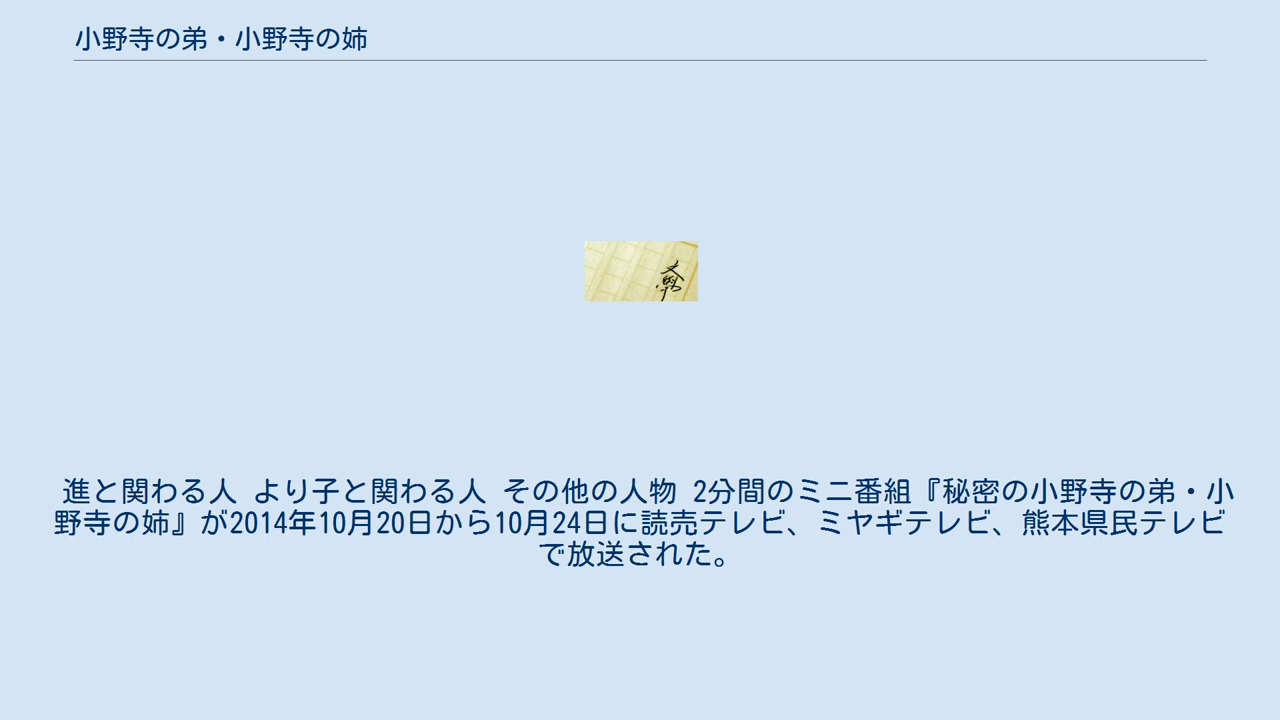 小野寺の弟・小野寺の姉
進と関わる人 より子と関わる人 その他の人物 2分間のミニ番組『秘密の小野寺の弟・小
野寺の姉』が2014年10月20日から10月24日に読売テレビ、ミヤギテレビ、熊本県民テレビ
で放送された。